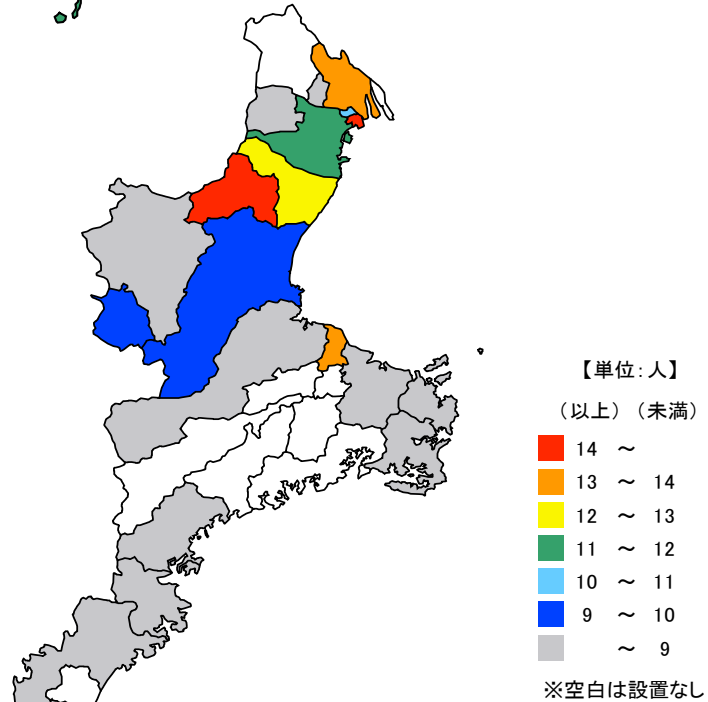 【単位:人】
（以上）（未満）
14 ～
13 ～ 14
12 ～ 13
11 ～ 12
10 ～ 11
9 ～ 10
～ 9
※空白は設置なし